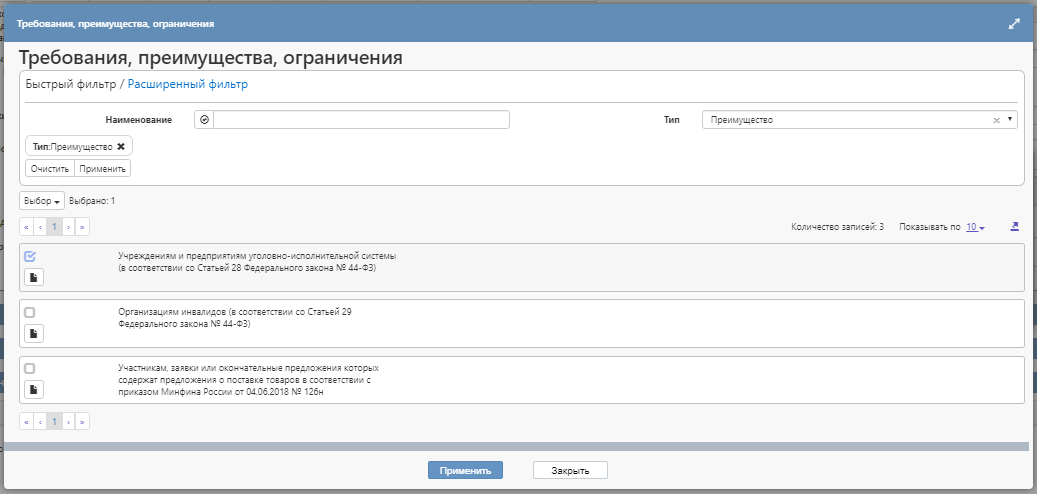 Требования, преимущества, ограничения
Требования, преимущества, ограничения
Быстрый фильтр / Расширенный фильтр
Наименование
Тип
Преимущество
Тип:Преимущество
Очистить
Применить
Выбор
Выбрано: 1
« ‹ 1 › »
Количество записей: 3
Показывать по 10
Учреждениям и предприятиям уголовно-исполнительной системы
(в соответствии со Статьей 28 Федерального закона № 44-ФЗ)
Организациям инвалидов (в соответствии со Статьей 29
Федерального закона № 44-ФЗ)
Участникам, заявки или окончательные предложения которых
содержат предложения о поставке товаров в соответствии с
приказом Минфина России от 04.06.2018 № 126н
« ‹ 1 › »
Применить
Закрыть